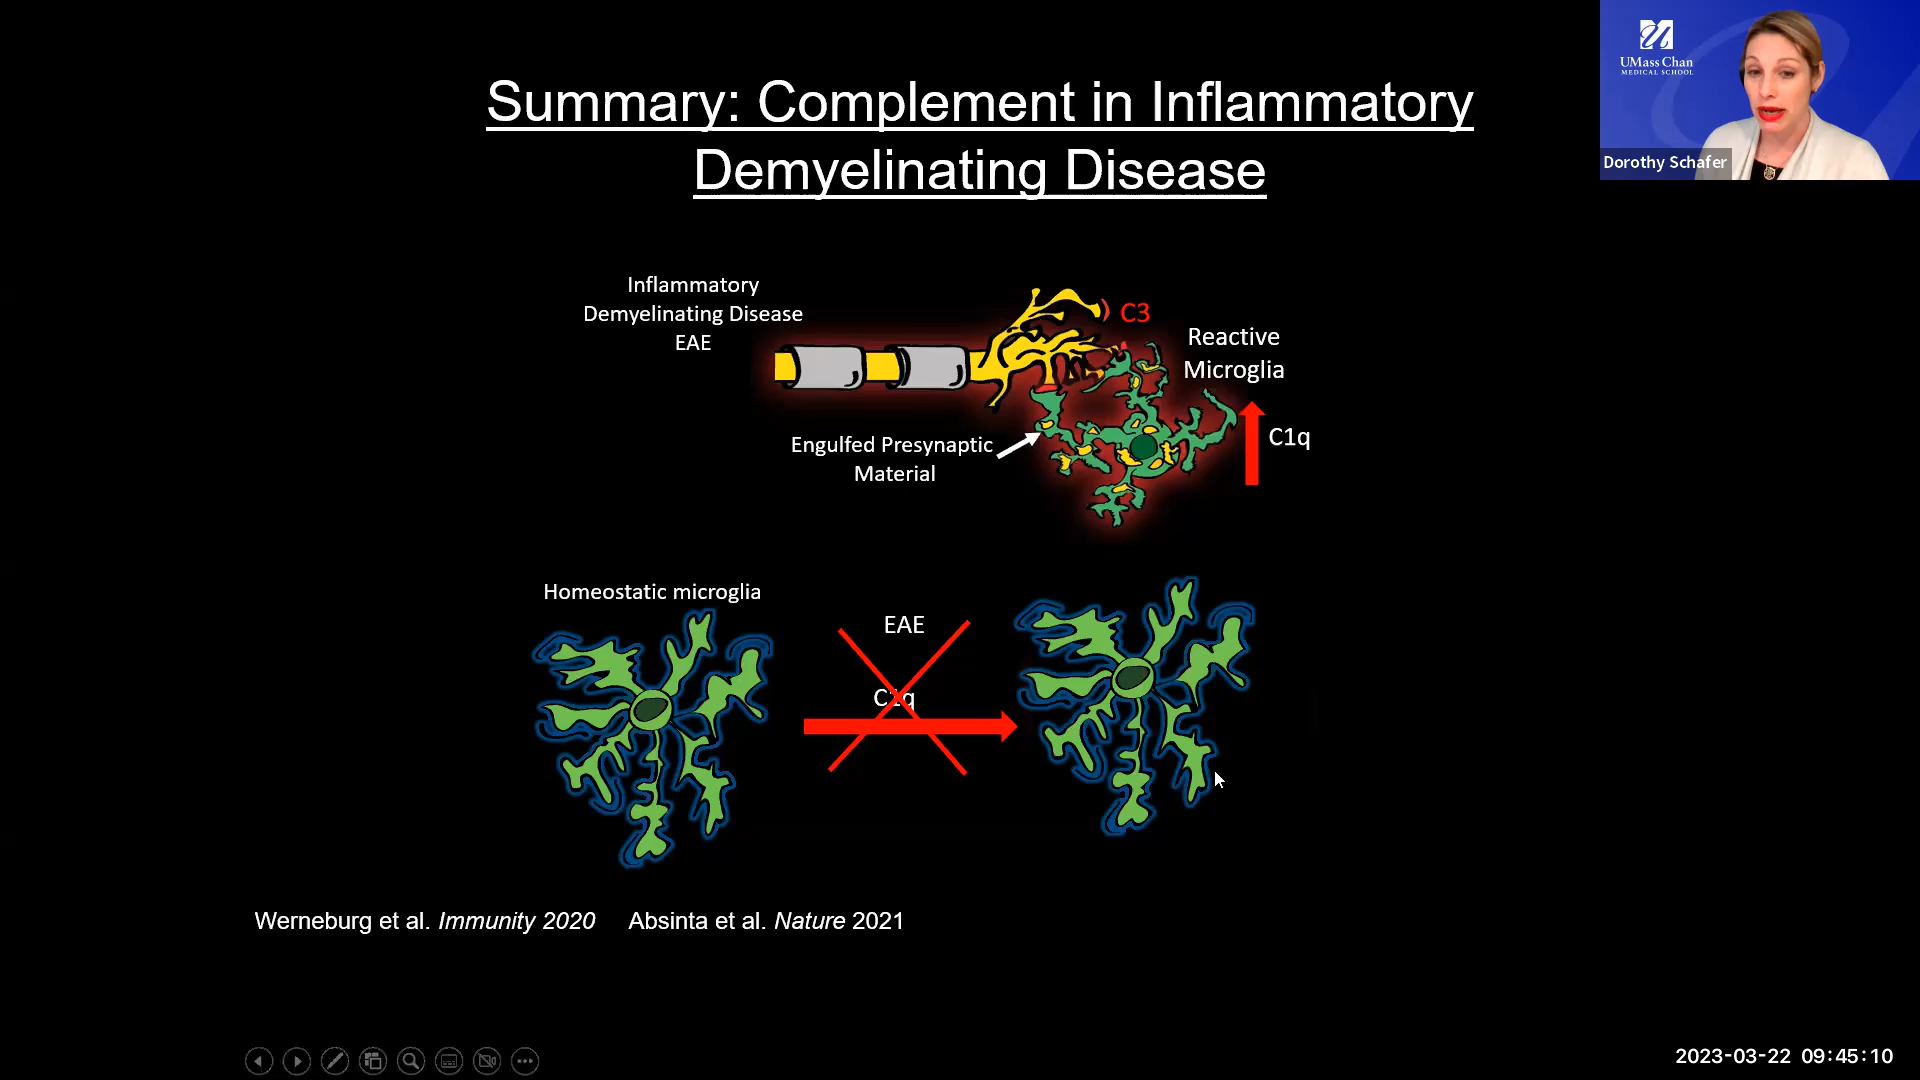 Summary: Complement in Inflammatory
Demyelinating Disease
UMass Chan
MEDICAL SCHOOL
Dorothy Schafer
Inflammatory
Demyelinating Disease
EAE
C3
Reactive
Microglia
C1q
Engulfed Presynaptic
Material
Homeostatic microglia
EAE
C1q
Werneburg et al. Immunity 2020 Absinta et al. Nature 2021
2023-03-22 09:45:10